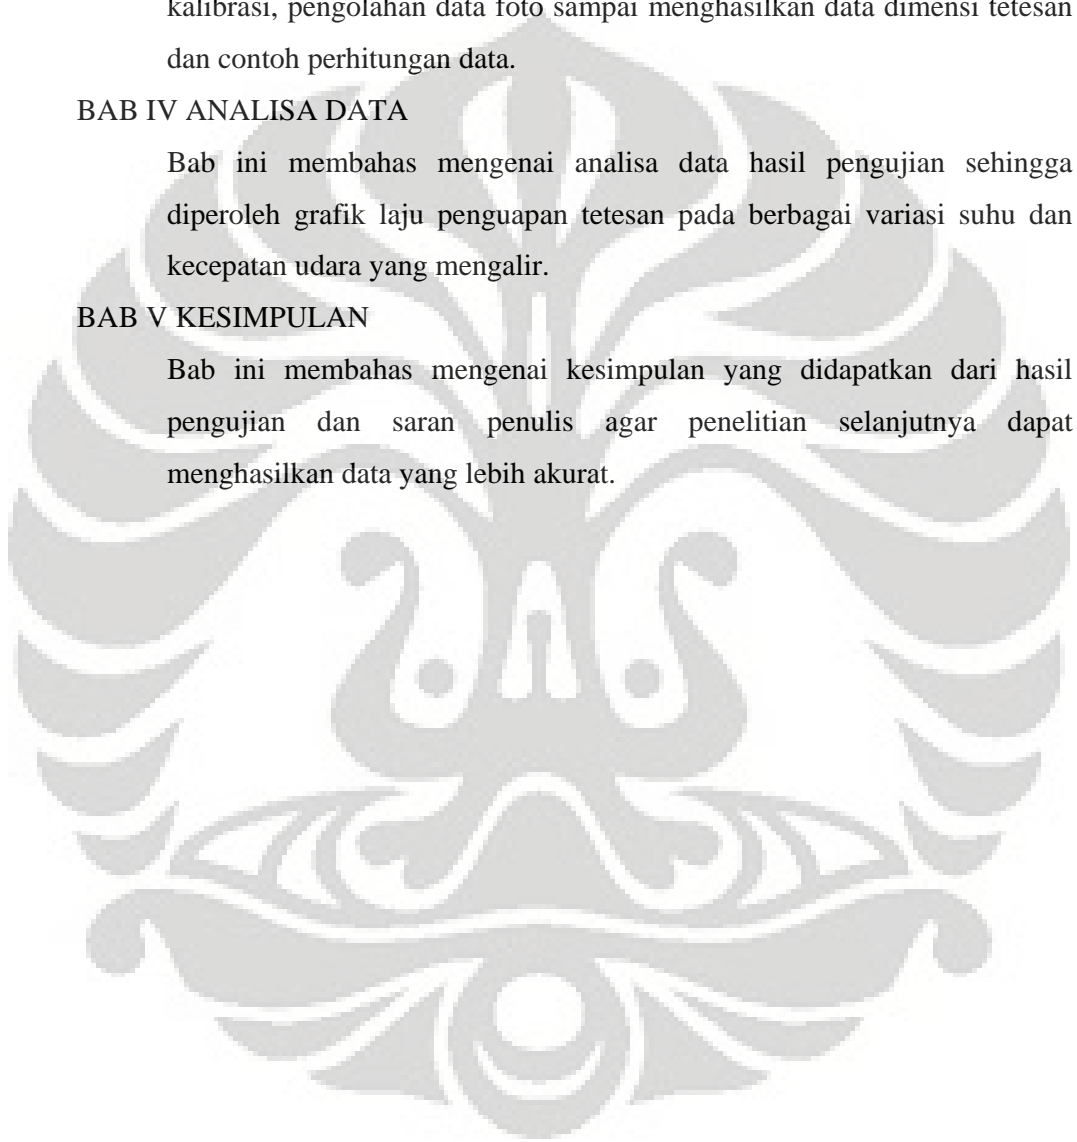 kalibrasi, pengolahan data foto sampai menghasilkan data dimensi tetesan
dan contoh perhitungan data.
BAB IV ANALISA DATA
Bab ini membahas mengenai analisa data hasil pengujian sehingga
diperoleh grafik laju penguapan tetesan pada berbagai variasi suhu dan
kecepatan udara yang mengalir.
BAB V KESIMPULAN
Bab ini membahas mengenai kesimpulan yang didapatkan dari hasil
pengujian dan saran penulis agar penelitian selanjutnya dapat
menghasilkan data yang lebih akurat.